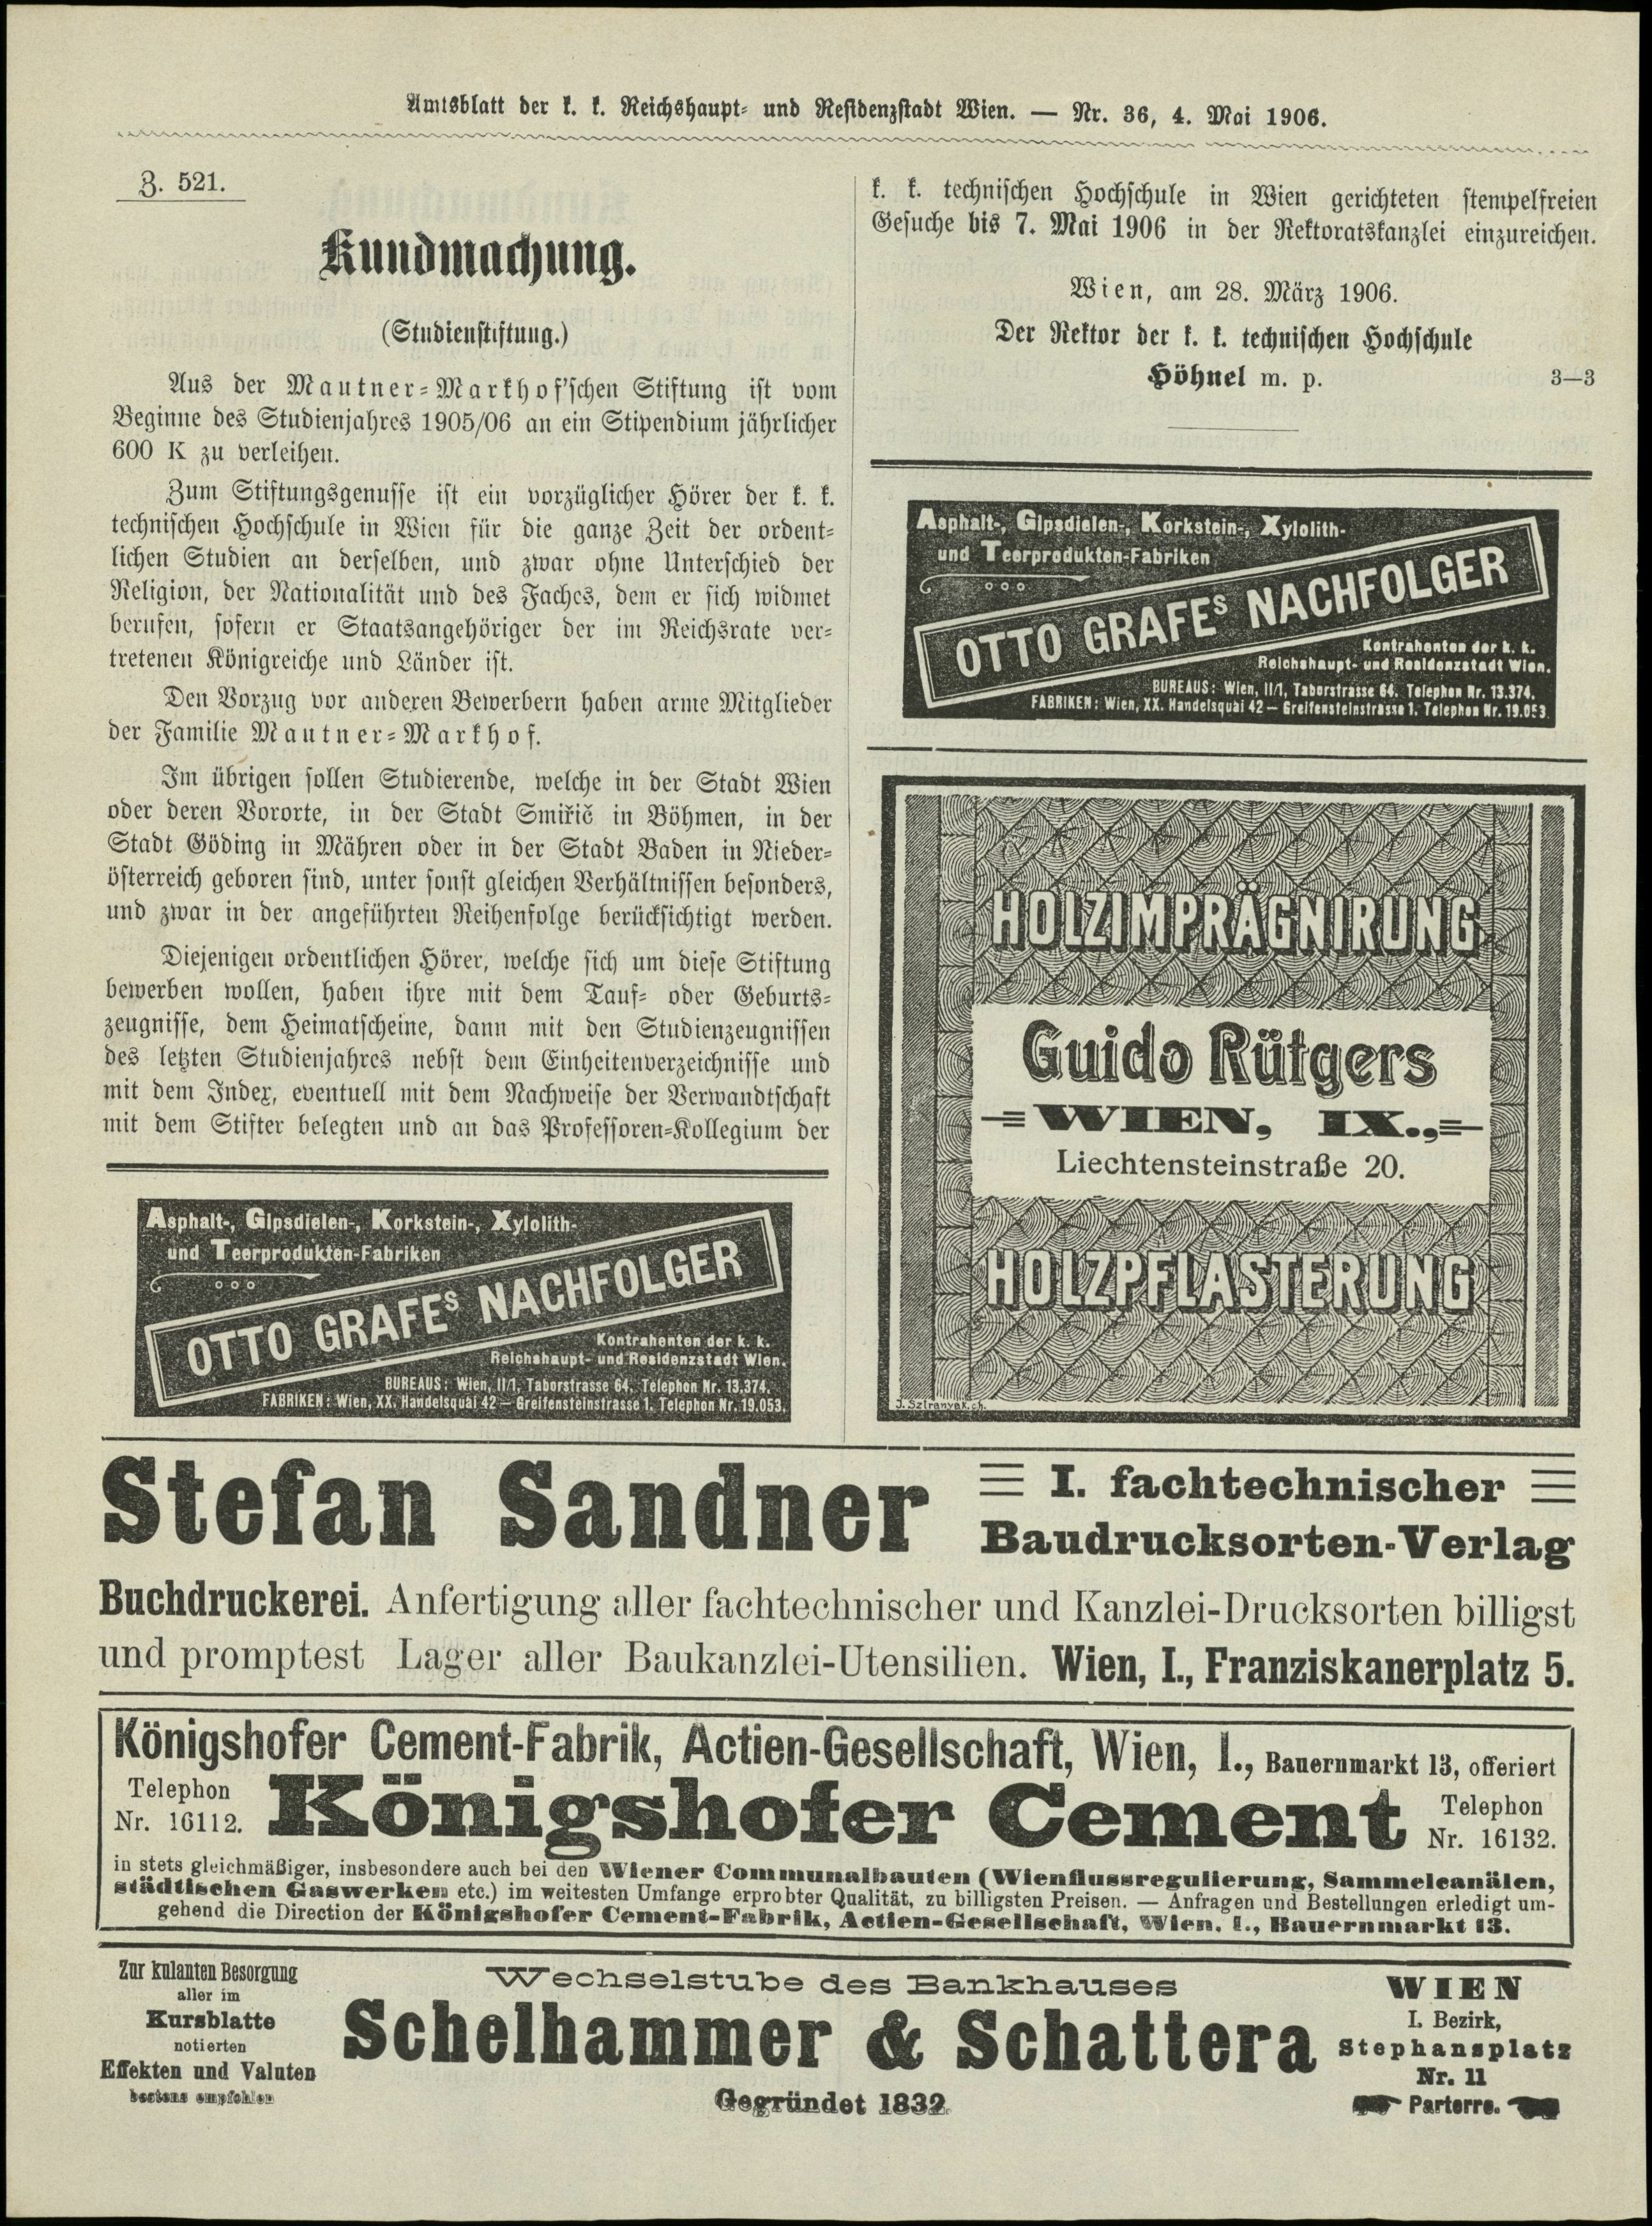 Amtsblatt der k. k. Reichshaupt- und Residenzstadt Wien. — Nr. 36, 4. Mai 1906.
Z. 521.
Kundmachung.
(Studienstiftung.)
Aus der Mautner-Markhof'schen Stiftung ist vom
Beginne des Studienjahres 1905/06 an ein Stipendium jährlicher
600 K zu verleihen.
Zum Stiftungsgenusse ist ein vorzüglicher Hörer der k. k.
technischen Hochschule in Wien für die ganze Zeit der ordent-
lichen Studien an derselben, und zwar ohne Unterschied der
Religion, der Nationalität und des Faches, dem er sich widmet
berufen, sofern er Staatsangehöriger der im Reichsrate ver-
tretenen Königreiche und Länder ist.
Den Vorzug vor anderen Bewerbern haben arme Mitglieder
der Familie Mautner-Markhof.
Im übrigen sollen Studierende, welche in der Stadt Wien
oder deren Vororte, in der Stadt Smiřič in Böhmen, in der
Stadt Göding in Mähren oder in der Stadt Baden in Nieder-
österreich geboren sind, unter sonst gleichen Verhältnissen besonders,
und zwar in der angeführten Reihenfolge berücksichtigt werden.
Diejenigen ordentlichen Hörer, welche sich um diese Stiftung
bewerben wollen, haben ihre mit dem Tauf- oder Geburts-
zeugnisse, dem Heimatscheine, dann mit den Studienzeugnissen
des letzten Studienjahres nebst dem Einheitenverzeichnisse und
mit dem Index, eventuell mit dem Nachweise der Verwandtschaft
mit dem Stifter belegten und an das Professoren-Kollegium der
k. k. technischen Hochschule in Wien gerichteten stempelfreien
Gesuche bis 7. Mai 1906 in der Rektoratskanzlei einzureichen.
Wien, am 28. März 1906.
Der Rektor der k. k. technischen Hochschule
Höhnel m. p. 3—3
Asphalt-, Gipsdielen-, Korkstein-, Xylolith-
und Teerprodukten-Fabriken
OTTO GRAFEs NACHFOLGER
Kontrahenten der k. k.
Reichshaupt- und Residenzstadt Wien.
BUREAUS: Wien, II/1, Taborstrasse 64. Telephon Nr. 13.374.
FABRIKEN: Wien, XX. Handelsquai 42 — Greifensteinstrasse 1. Telephon Nr. 19.053.
HOLZIMPRÄGNIRUNG
Guido Rütgers
WIEN, IX.,
Liechtensteinstraße 20.
HOLZPFLASTERUNG
J. Sztranyak. ch.
Asphalt-, Gipsdielen-, Korkstein-, Xylolith-
und Teerprodukten-Fabriken
OTTO GRAFEs NACHFOLGER
Kontrahenten der k. k.
Reichshaupt- und Residenzstadt Wien.
BUREAUS: Wien, II/1, Taborstrasse 64. Telephon Nr. 13.374.
FABRIKEN: Wien, XX. Handelsquai 42 — Greifensteinstrasse 1. Telephon Nr. 19.053.
Stefan Sandner
I. fachtechnischer
Baudrucksorten-Verlag
Buchdruckerei. Anfertigung aller fachtechnischer und Kanzlei-Drucksorten billigst
und promptest Lager aller Baukanzlei-Utensilien. Wien, I., Franziskanerplatz 5.
Königshofer Cement-Fabrik, Actien-Gesellschaft, Wien, I., Bauernmarkt 13, offeriert
Telephon
Nr. 16112.
Königshofer Cement
Telephon
Nr. 16132.
in stets gleichmäßiger, insbesondere auch bei den Wiener Communalbauten (Wienflussregulierung, Sammelcanälen,
städtischen Gaswerken etc.) im weitesten Umfange erprobter Qualität, zu billigsten Preisen. — Anfragen und Bestellungen erledigt um-
gehend die Direction der Königshofer Cement-Fabrik, Actien-Gesellschaft, Wien, I., Bauernmarkt 13.
Zur kulanten Besorgung
aller im
Kursblatte
notierten
Effekten und Valuten
bestens empfohlen
Wechselstube des Bankhauses
Schelhammer & Schattera
Gegründet 1832.
WIEN
I. Bezirk,
Stephansplatz
Nr. 11
Parterre.